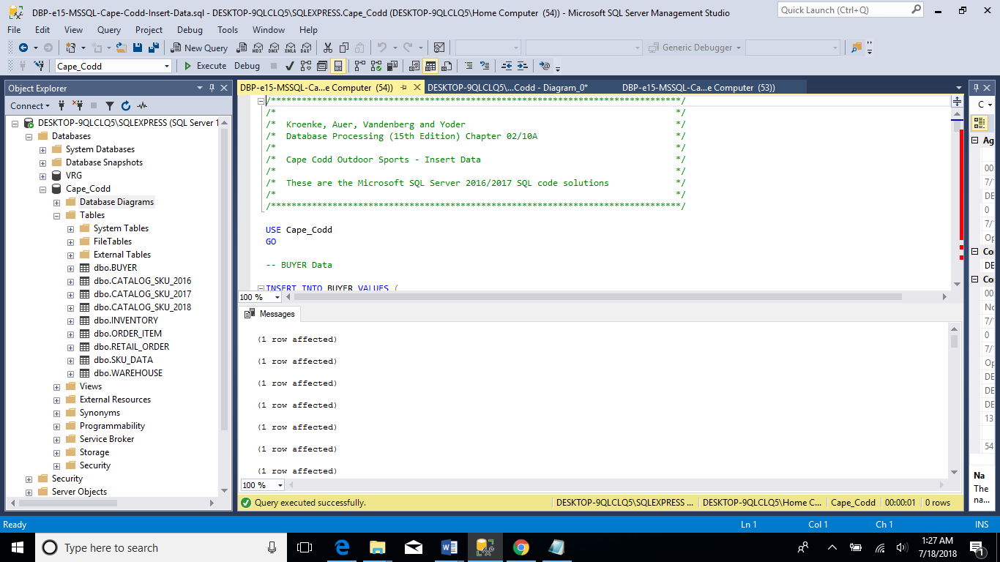 DBP-e15-MSSQL-Cape-Codd-Insert-Data.sql - DESKTOP-9QLCLQ5\SQLEXPRESS.Cape_Codd (DESKTOP-9QLCLQ5\Home Computer (54)) - Microsoft SQL Server Management Studio
Quick Launch (Ctrl+Q)
File Edit View Query Project Debug Tools Window Help
New Query
MDX DMX XMLA DAX
Generic Debugger
Cape_Codd
Execute Debug
Object Explorer
Connect
DESKTOP-9QLCLQ5\SQLEXPRESS (SQL Server 1
Databases
System Databases
Database Snapshots
VRG
Cape_Codd
Database Diagrams
Tables
System Tables
FileTables
External Tables
dbo.BUYER
dbo.CATALOG_SKU_2016
dbo.CATALOG_SKU_2017
dbo.CATALOG_SKU_2018
dbo.INVENTORY
dbo.ORDER_ITEM
dbo.RETAIL_ORDER
dbo.SKU_DATA
dbo.WAREHOUSE
Views
External Resources
Synonyms
Programmability
Service Broker
Storage
Security
Security
Server Objects
DBP-e15-MSSQL-Ca...e Computer (54))
DESKTOP-9QLCLQ5\...Codd - Diagram_0*
DBP-e15-MSSQL-Ca...e Computer (53))
/********************************************************************************/
/* */
/* Kroenke, Auer, Vandenberg and Yoder */
/* Database Processing (15th Edition) Chapter 02/10A */
/* */
/* Cape Codd Outdoor Sports - Insert Data */
/* */
/* These are the Microsoft SQL Server 2016/2017 SQL code solutions */
/* */
/********************************************************************************/
USE Cape_Codd
GO
-- BUYER Data
INSERT INTO BUYER VALUES (
100 %
Messages
(1 row affected)
(1 row affected)
(1 row affected)
(1 row affected)
(1 row affected)
(1 row affected)
(1 row affected)
100 %
Query executed successfully.
DESKTOP-9QLCLQ5\SQLEXPRESS ...
DESKTOP-9QLCLQ5\Home C...
Cape_Codd
00:00:01
0 rows
C
Ag
00:
7/1
DE
0
7/1
Op
Co
DE
Co
00:
No
7/1
0
7/1
Op
DE
DE
DE
13
54
Na
The
na...
Ready
Ln 1
Col 1
Ch 1
INS
Type here to search
1:27 AM
7/18/2018
1